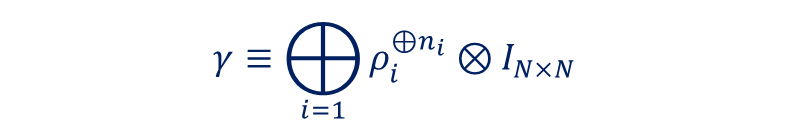 γ ≡ ⨁_{i=1} ρ_i^{⊕n_i} ⊗ I_{N×N}